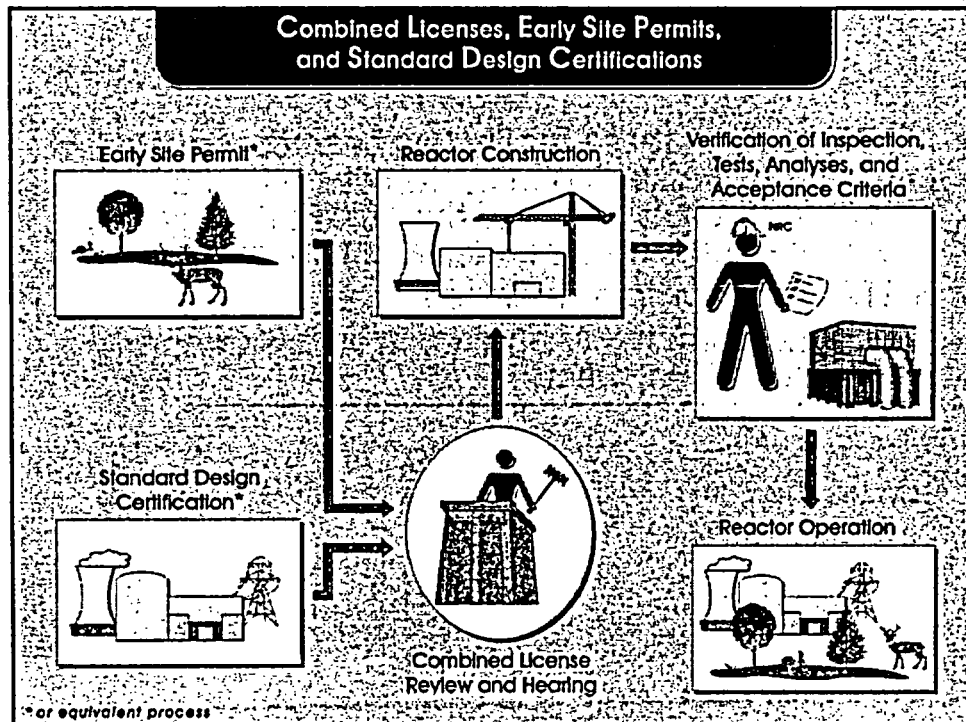 Combined Licenses, Early Site Permits,
and Standard Design Certifications
Early Site Permit*
Reactor Construction
Verification of Inspection,
Tests, Analyses, and
Acceptance Criteria
NRC
Standard Design
Certification*
Combined License
Review and Hearing
Reactor Operation
* or equivalent process